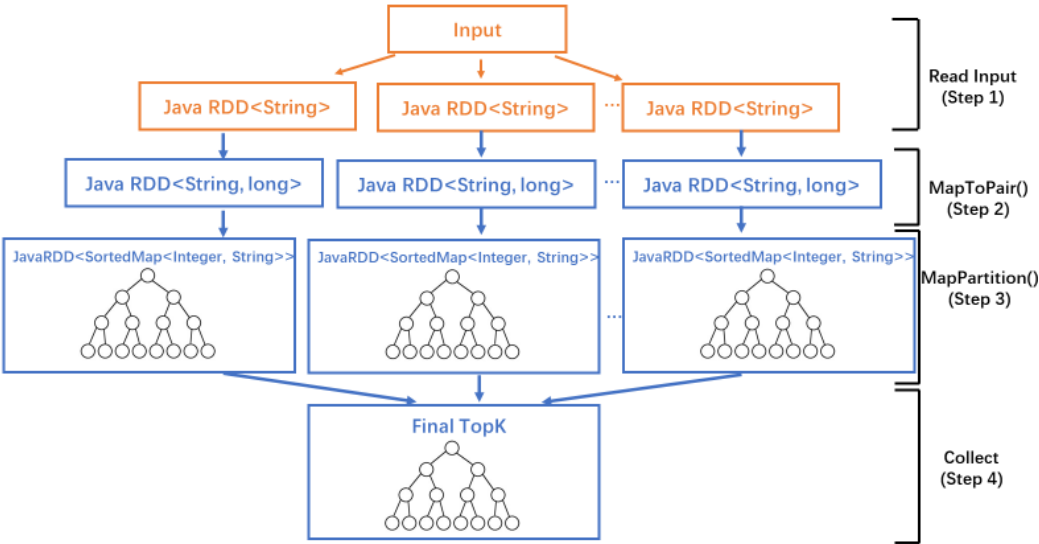 Input
Read Input
(Step 1)
Java RDD<String>
Java RDD<String>
...
Java RDD<String>
Java RDD<String, long>
Java RDD<String, long>
...
Java RDD<String, long>
MapToPair()
(Step 2)
JavaRDD<SortedMap<Integer, String>>
JavaRDD<SortedMap<Integer, String>>
JavaRDD<SortedMap<Integer, String>>
...
MapPartition()
(Step 3)
Final TopK
Collect
(Step 4)